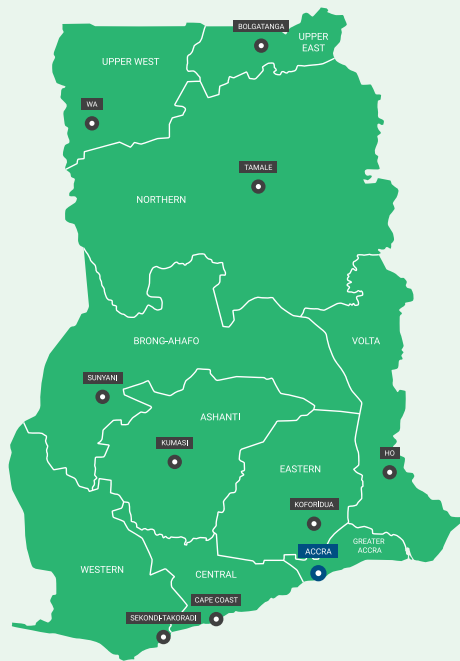 BOLGATANGA
UPPER
EAST
UPPER WEST
WA
TAMALE
NORTHERN
BRONG-AHAFO
VOLTA
SUNYANI
ASHANTI
KUMASI
HO
EASTERN
KOFORIDUA
GREATER
ACCRA
ACCRA
WESTERN
CENTRAL
CAPE COAST
SEKONDI-TAKORADI